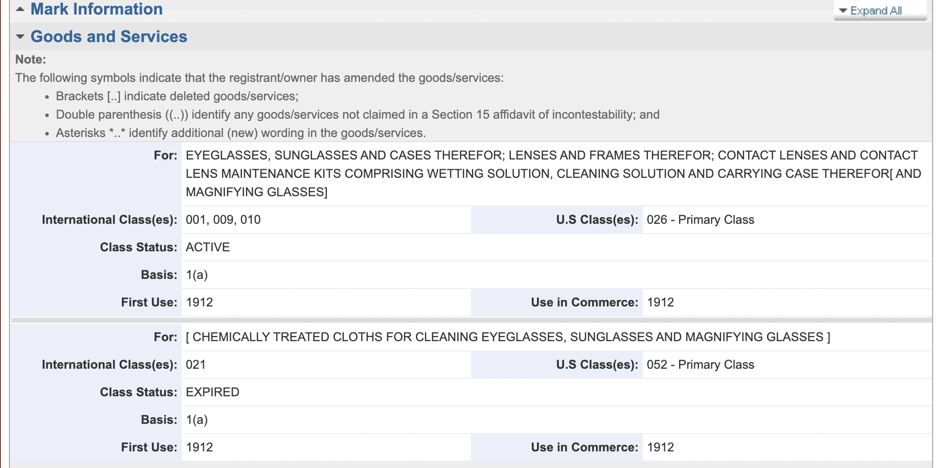 Mark Information
Expand All
Goods and Services
Note:
The following symbols indicate that the registrant/owner has amended the goods/services:
• Brackets [..] indicate deleted goods/services;
• Double parenthesis ((..)) identify any goods/services not claimed in a Section 15 affidavit of incontestability; and
• Asterisks *..* identify additional (new) wording in the goods/services.
For: EYEGLASSES, SUNGLASSES AND CASES THEREFOR; LENSES AND FRAMES THEREFOR; CONTACT LENSES AND CONTACT
LENS MAINTENANCE KITS COMPRISING WETTING SOLUTION, CLEANING SOLUTION AND CARRYING CASE THEREFOR[ AND
MAGNIFYING GLASSES]
International Class(es): 001, 009, 010 U.S Class(es): 026 - Primary Class
Class Status: ACTIVE
Basis: 1(a)
First Use: 1912 Use in Commerce: 1912
For: [ CHEMICALLY TREATED CLOTHS FOR CLEANING EYEGLASSES, SUNGLASSES AND MAGNIFYING GLASSES ]
International Class(es): 021 U.S Class(es): 052 - Primary Class
Class Status: EXPIRED
Basis: 1(a)
First Use: 1912 Use in Commerce: 1912